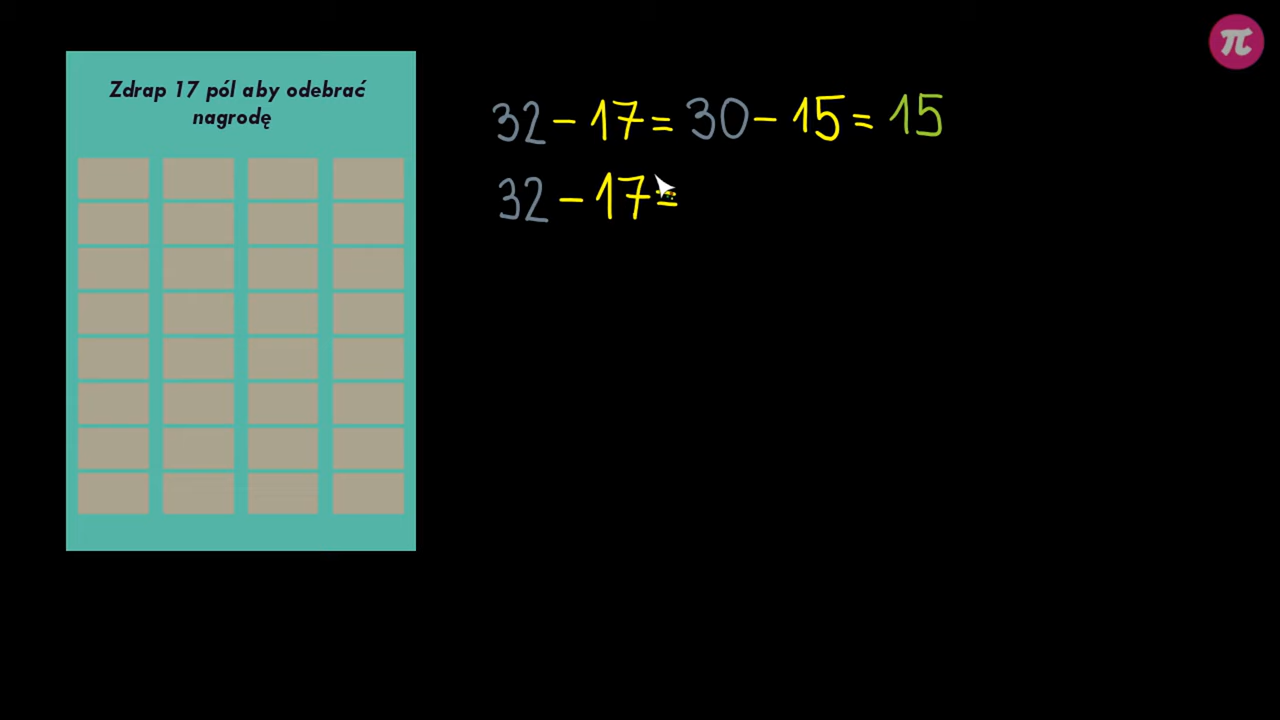 Zdrap 17 pól aby odebrać
nagrodę
32 - 17 = 30 - 15 = 15
32 - 17 =
π